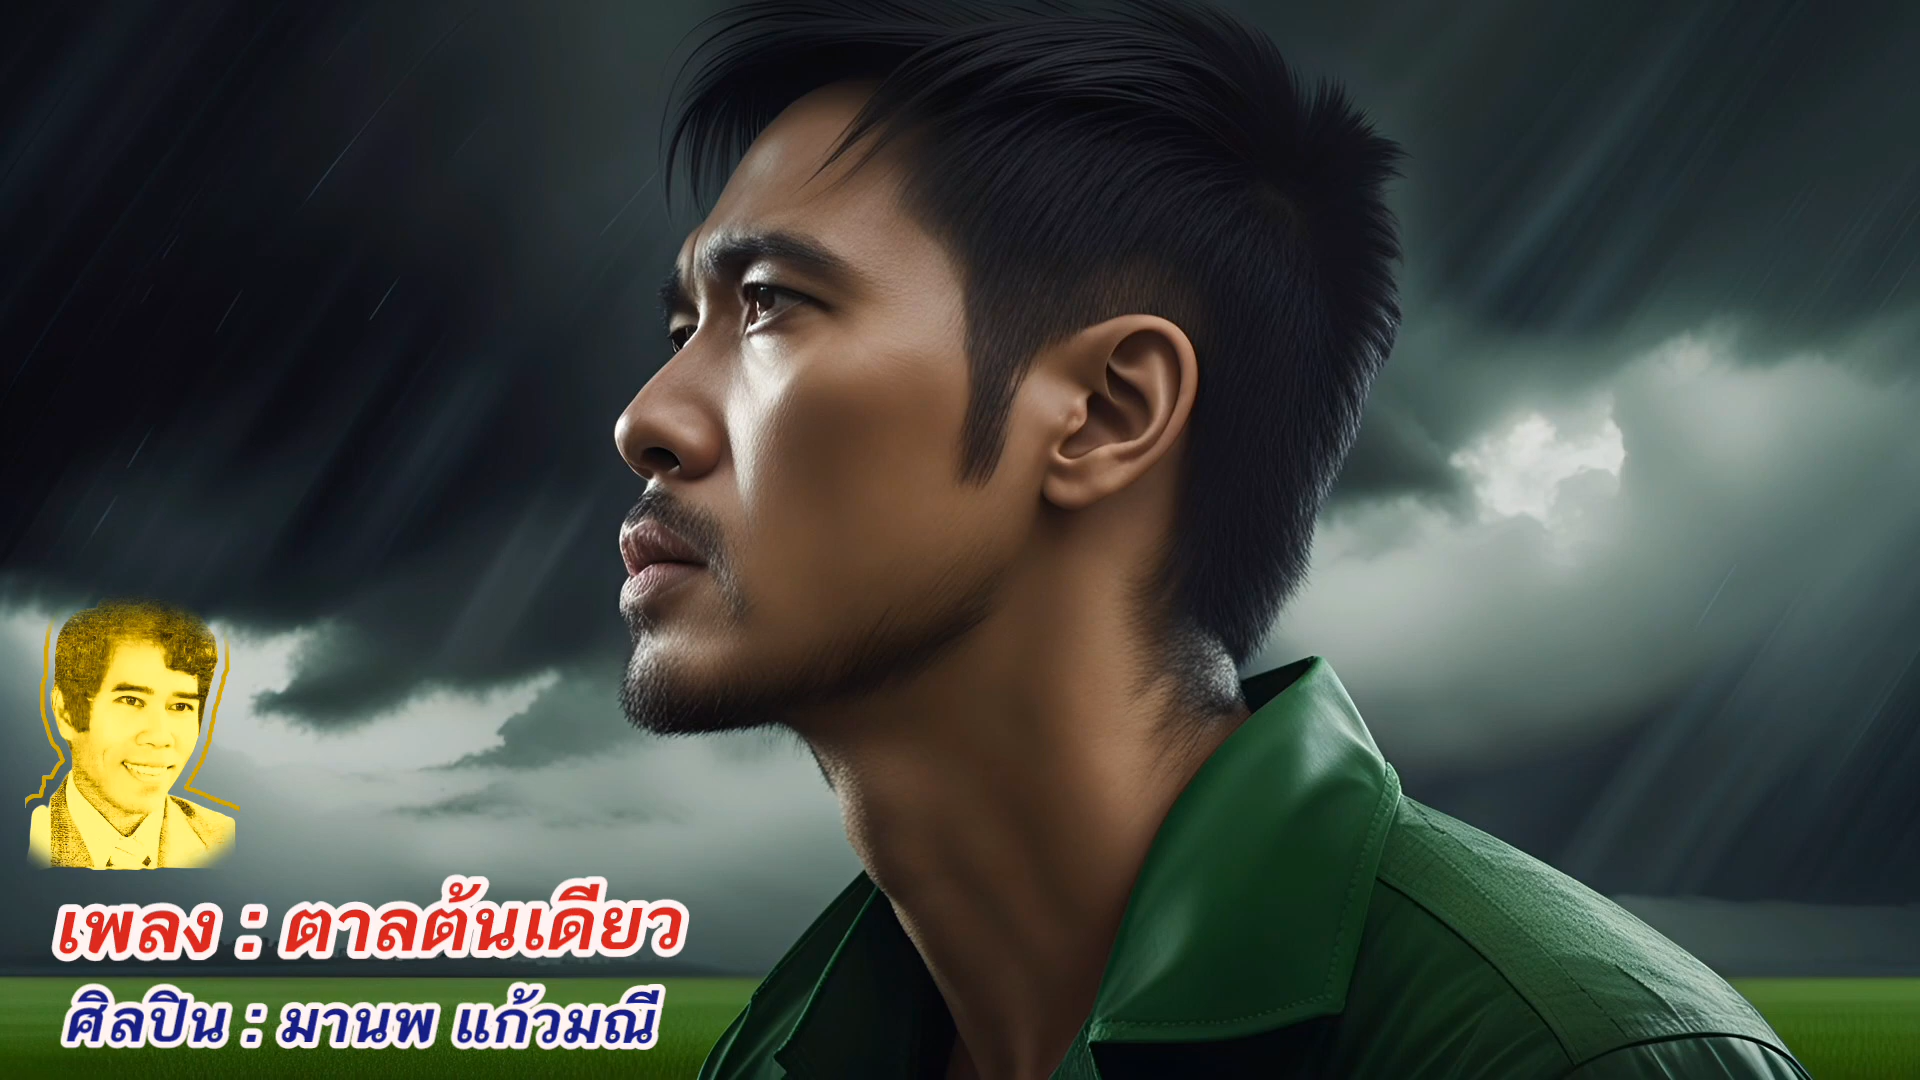 เพลง : ตาลต้นเดียว
ศิลปิน : มานพ แก้วมณี